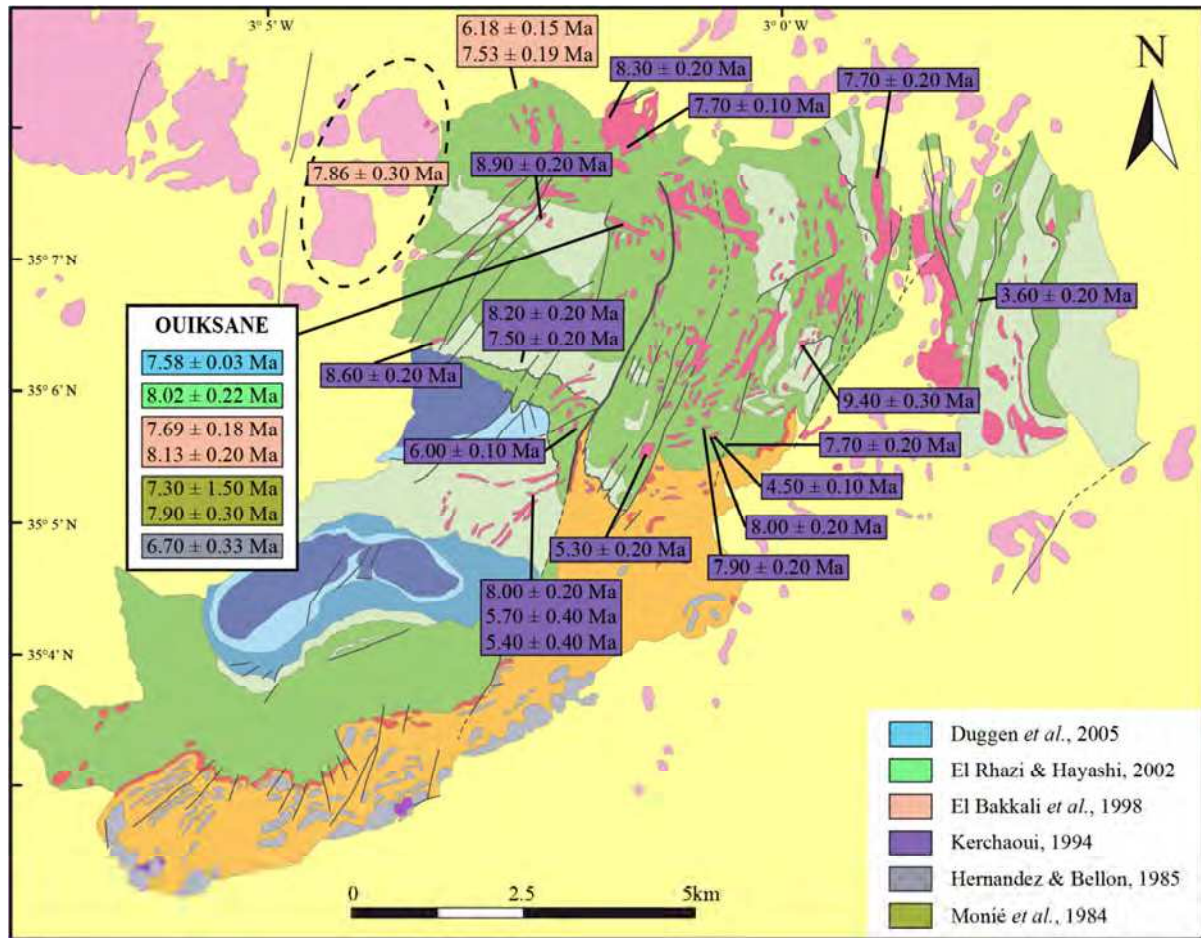 3° 5' W
3° 0' W
N
6.18 ± 0.15 Ma
7.53 ± 0.19 Ma
8.30 ± 0.20 Ma
7.70 ± 0.20 Ma
7.70 ± 0.10 Ma
8.90 ± 0.20 Ma
7.86 ± 0.30 Ma
35° 7' N
OUIKSANE
7.58 ± 0.03 Ma
8.02 ± 0.22 Ma
7.69 ± 0.18 Ma
8.13 ± 0.20 Ma
7.30 ± 1.50 Ma
7.90 ± 0.30 Ma
6.70 ± 0.33 Ma
8.20 ± 0.20 Ma
7.50 ± 0.20 Ma
3.60 ± 0.20 Ma
8.60 ± 0.20 Ma
35° 6' N
9.40 ± 0.30 Ma
6.00 ± 0.10 Ma
7.70 ± 0.20 Ma
4.50 ± 0.10 Ma
35° 5' N
8.00 ± 0.20 Ma
5.30 ± 0.20 Ma
7.90 ± 0.20 Ma
8.00 ± 0.20 Ma
5.70 ± 0.40 Ma
5.40 ± 0.40 Ma
35° 4' N
Duggen et al., 2005
El Rhazi & Hayashi, 2002
El Bakkali et al., 1998
Kerchaoui, 1994
Hernandez & Bellon, 1985
Monié et al., 1984
0 2.5 5km